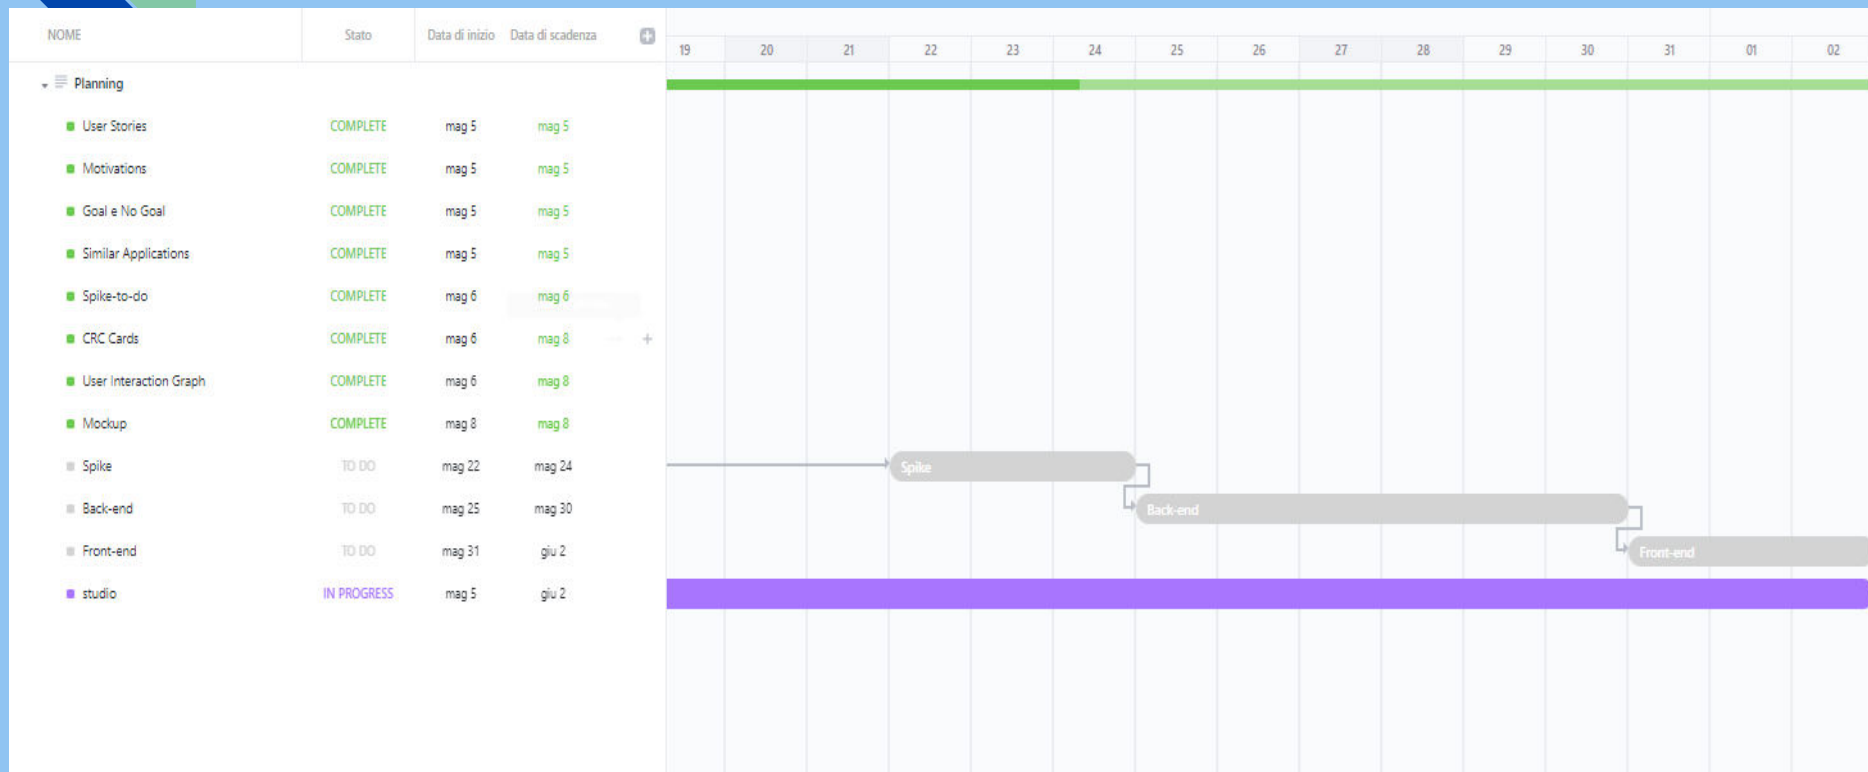 NOME Stato Data di inizio Data di scadenza
19 20 21 22 23 24 25 26 27 28 29 30 31 01 02
Planning
User Stories COMPLETE mag 5 mag 5
Motivations COMPLETE mag 5 mag 5
Goal e No Goal COMPLETE mag 5 mag 5
Similar Applications COMPLETE mag 5 mag 5
Spike-to-do COMPLETE mag 6 mag 6
CRC Cards COMPLETE mag 6 mag 8
User Interaction Graph COMPLETE mag 6 mag 8
Mockup COMPLETE mag 8 mag 8
Spike TO DO mag 22 mag 24 Spike
Back-end TO DO mag 25 mag 30 Back-end
Front-end TO DO mag 31 giu 2 Front-end
studio IN PROGRESS mag 5 giu 2